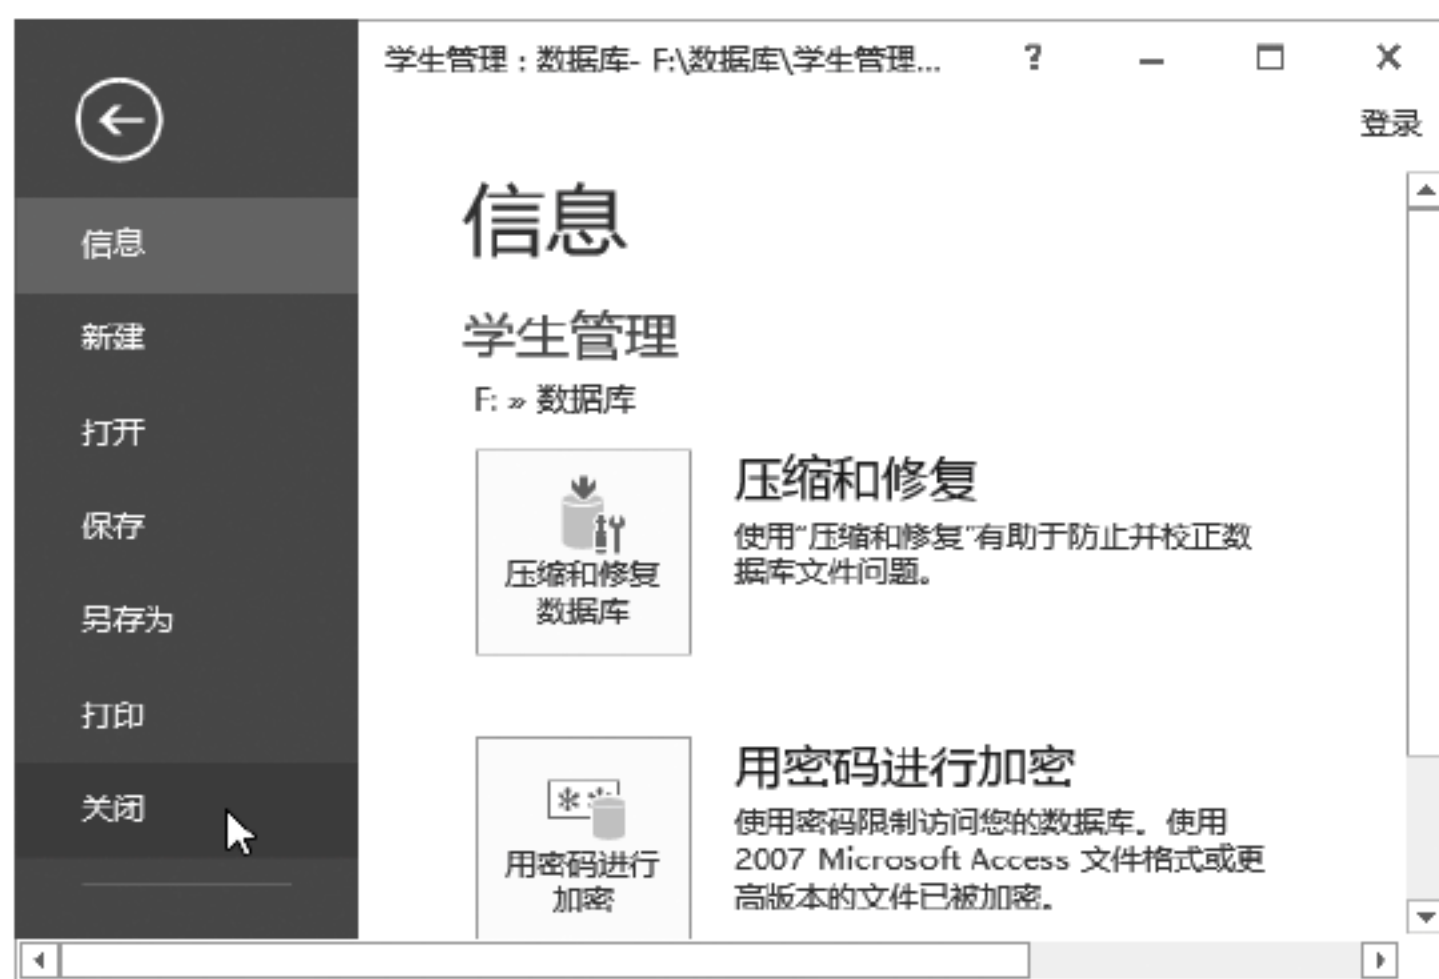 学生管理：数据库- F:\数据库\学生管理... ?
登录
信息
新建
打开
保存
另存为
打印
关闭
信息
学生管理
F: » 数据库
压缩和修复
数据库
压缩和修复
使用“压缩和修复”有助于防止并校正数
据库文件问题。
用密码进行
加密
用密码进行加密
使用密码限制访问您的数据库。使用
2007 Microsoft Access 文件格式或更
高版本的文件已被加密。